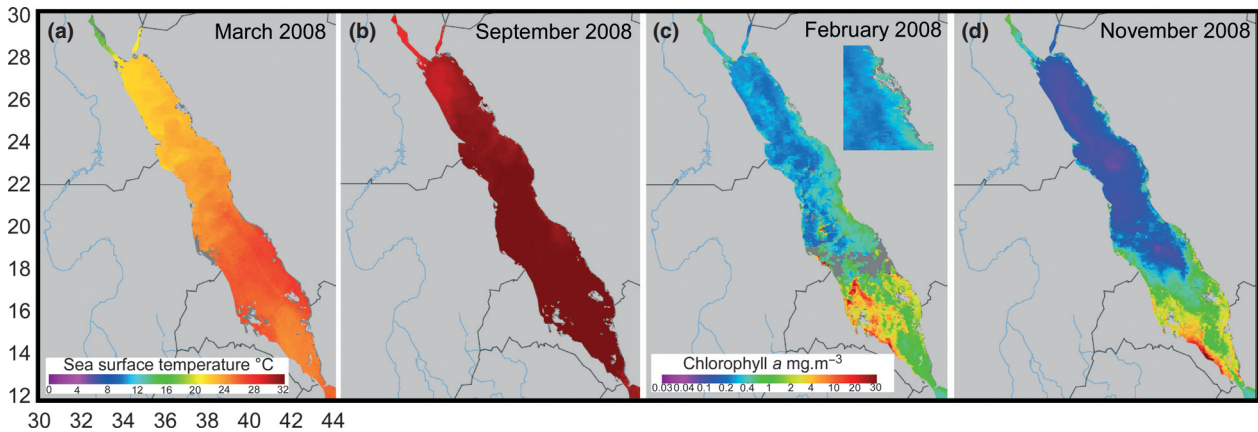 30
28
26
24
22
20
18
16
14
12
(a) March 2008
(b) September 2008
(c) February 2008
(d) November 2008
Sea surface temperature °C
0 4 8 12 16 20 24 28 32
Chlorophyll a mg.m⁻³
0.03 0.04 0.1 0.2 0.4 1 2 4 10 20 30
30 32 34 36 38 40 42 44